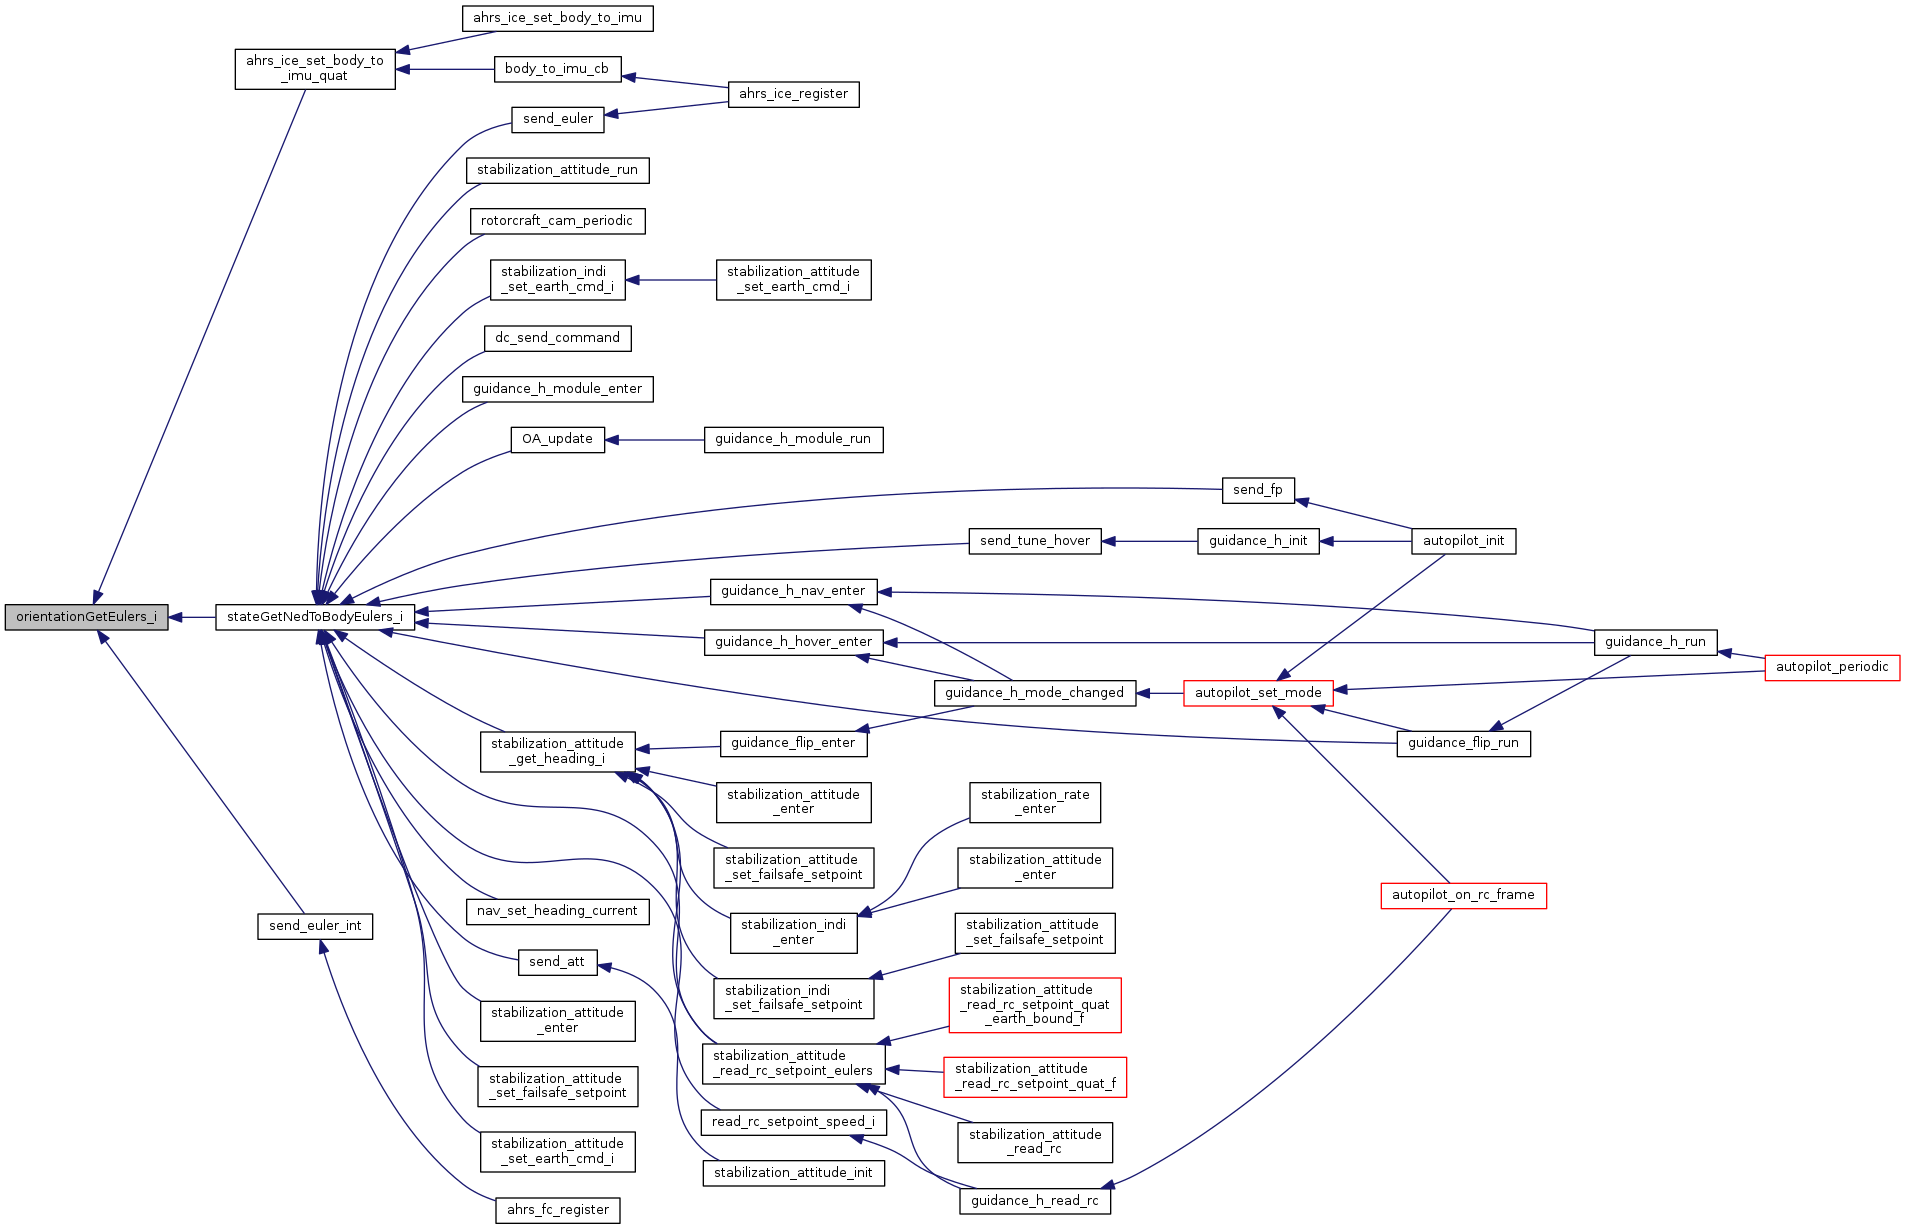 ahrs_ice_set_body_to_imu
ahrs_ice_set_body_to
_imu_quat
body_to_imu_cb
ahrs_ice_register
send_euler
stabilization_attitude_run
rotorcraft_cam_periodic
stabilization_indi
_set_earth_cmd_i
stabilization_attitude
_set_earth_cmd_i
dc_send_command
guidance_h_module_enter
OA_update
guidance_h_module_run
send_fp
send_tune_hover
guidance_h_init
autopilot_init
orientationGetEulers_i
stateGetNedToBodyEulers_i
guidance_h_nav_enter
guidance_h_hover_enter
guidance_h_run
autopilot_periodic
guidance_h_mode_changed
autopilot_set_mode
stabilization_attitude
_get_heading_i
guidance_flip_enter
guidance_flip_run
stabilization_attitude
_enter
stabilization_rate
_enter
stabilization_attitude
_set_failsafe_setpoint
stabilization_attitude
_enter
autopilot_on_rc_frame
nav_set_heading_current
send_euler_int
stabilization_indi
_enter
stabilization_attitude
_set_failsafe_setpoint
send_att
stabilization_indi
_set_failsafe_setpoint
stabilization_attitude
_read_rc_setpoint_quat
_earth_bound_f
stabilization_attitude
_enter
stabilization_attitude
_read_rc_setpoint_eulers
stabilization_attitude
_read_rc_setpoint_quat_f
stabilization_attitude
_set_failsafe_setpoint
read_rc_setpoint_speed_i
stabilization_attitude
_read_rc
stabilization_attitude
_set_earth_cmd_i
stabilization_attitude_init
guidance_h_read_rc
ahrs_fc_register